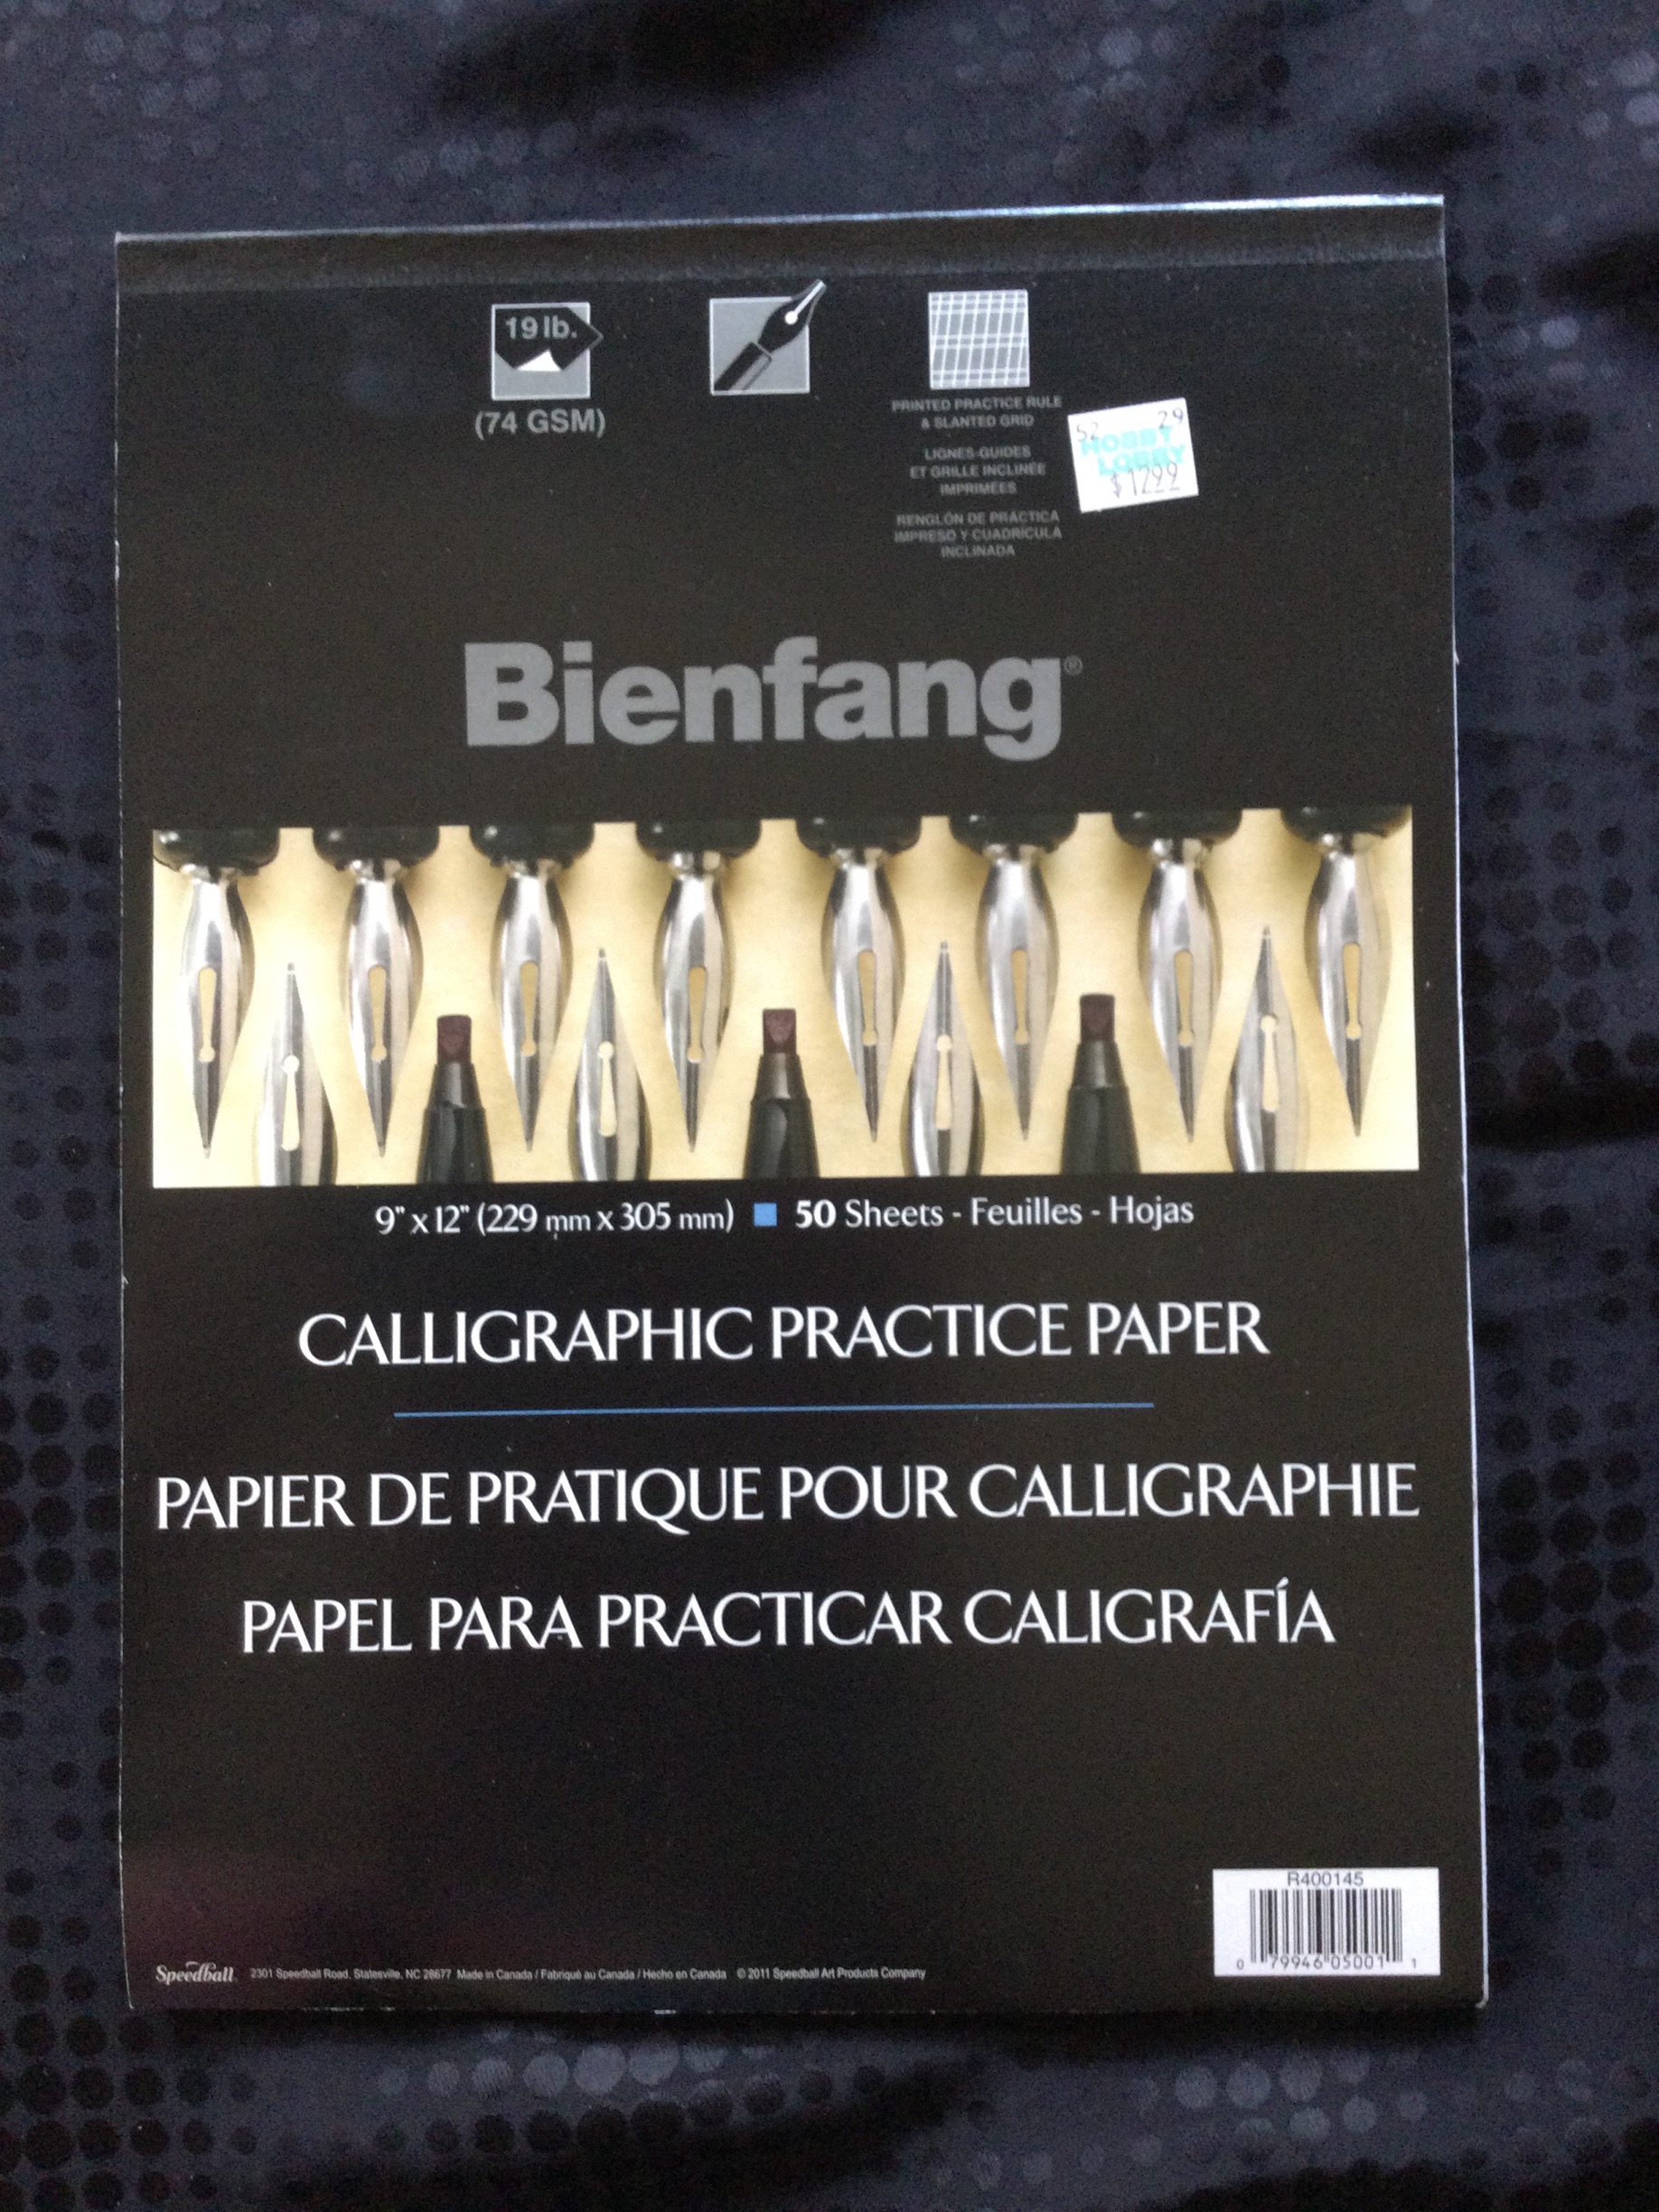 19 lb.
(74 GSM)
PRINTED PRACTICE RULE
& SLANTED GRID
LIGNES-GUIDES
ET GRILLE INCLINÉE
IMPRIMÉES
RENGLÓN DE PRÁCTICA
IMPRESO Y CUADRÍCULA
INCLINADA
52 29
HOBBY
LOBBY
$1299
Bienfang®
9" x 12" (229 mm x 305 mm) ■ 50 Sheets - Feuilles - Hojas
CALLIGRAPHIC PRACTICE PAPER
PAPIER DE PRATIQUE POUR CALLIGRAPHIE
PAPEL PARA PRACTICAR CALIGRAFÍA
R400145
0 79946 05001 1
Speedball 2301 Speedball Road, Statesville, NC 28677 Made in Canada / Fabriqué au Canada / Hecho en Canada © 2011 Speedball Art Products Company